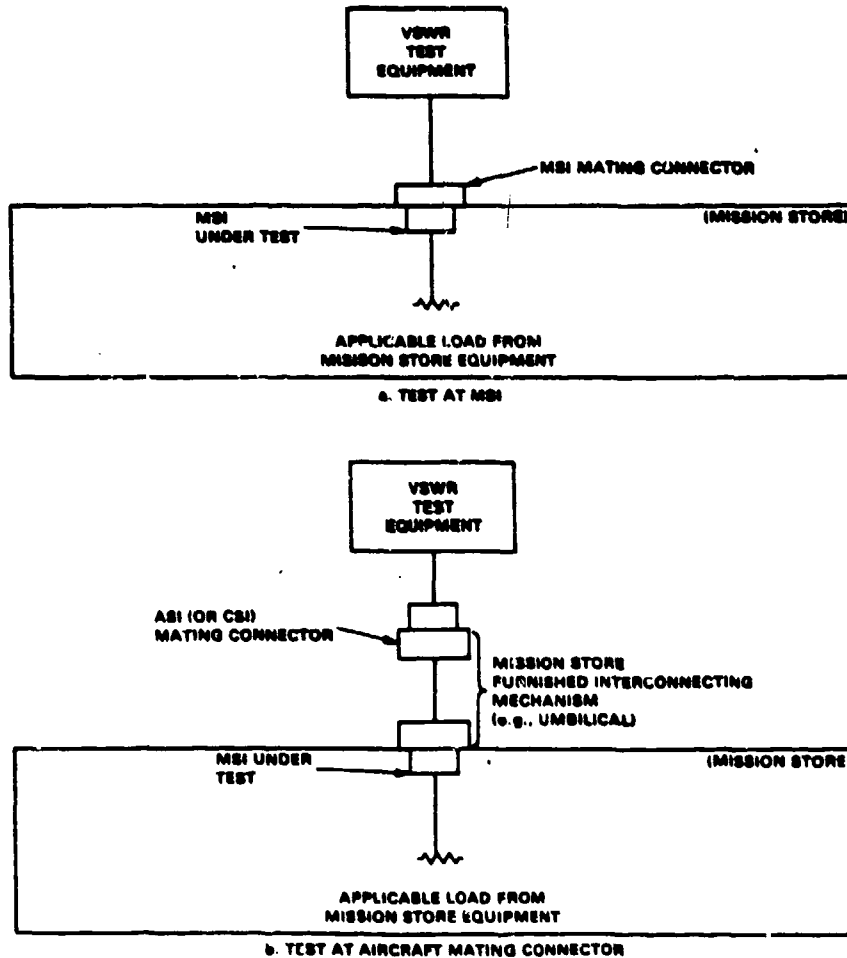 VSWR
TEST
EQUIPMENT
MSI MATING CONNECTOR
MSI
UNDER TEST
(MISSION STORE)
APPLICABLE LOAD FROM
MISISON STORE EQUIPMENT
a. TEST AT MSI
VSWR
TEST
EQUIPMENT
ASI (OR CSI)
MATING CONNECTOR
MISSION STORE
FURNISHED INTERCONNECTING
MECHANISM
(e.g., UMBILICAL)
MSI UNDER
TEST
(MISSION STORE
APPLICABLE LOAD FROM
MISSION STORE EQUIPMENT
b. TEST AT AIRCRAFT MATING CONNECTOR